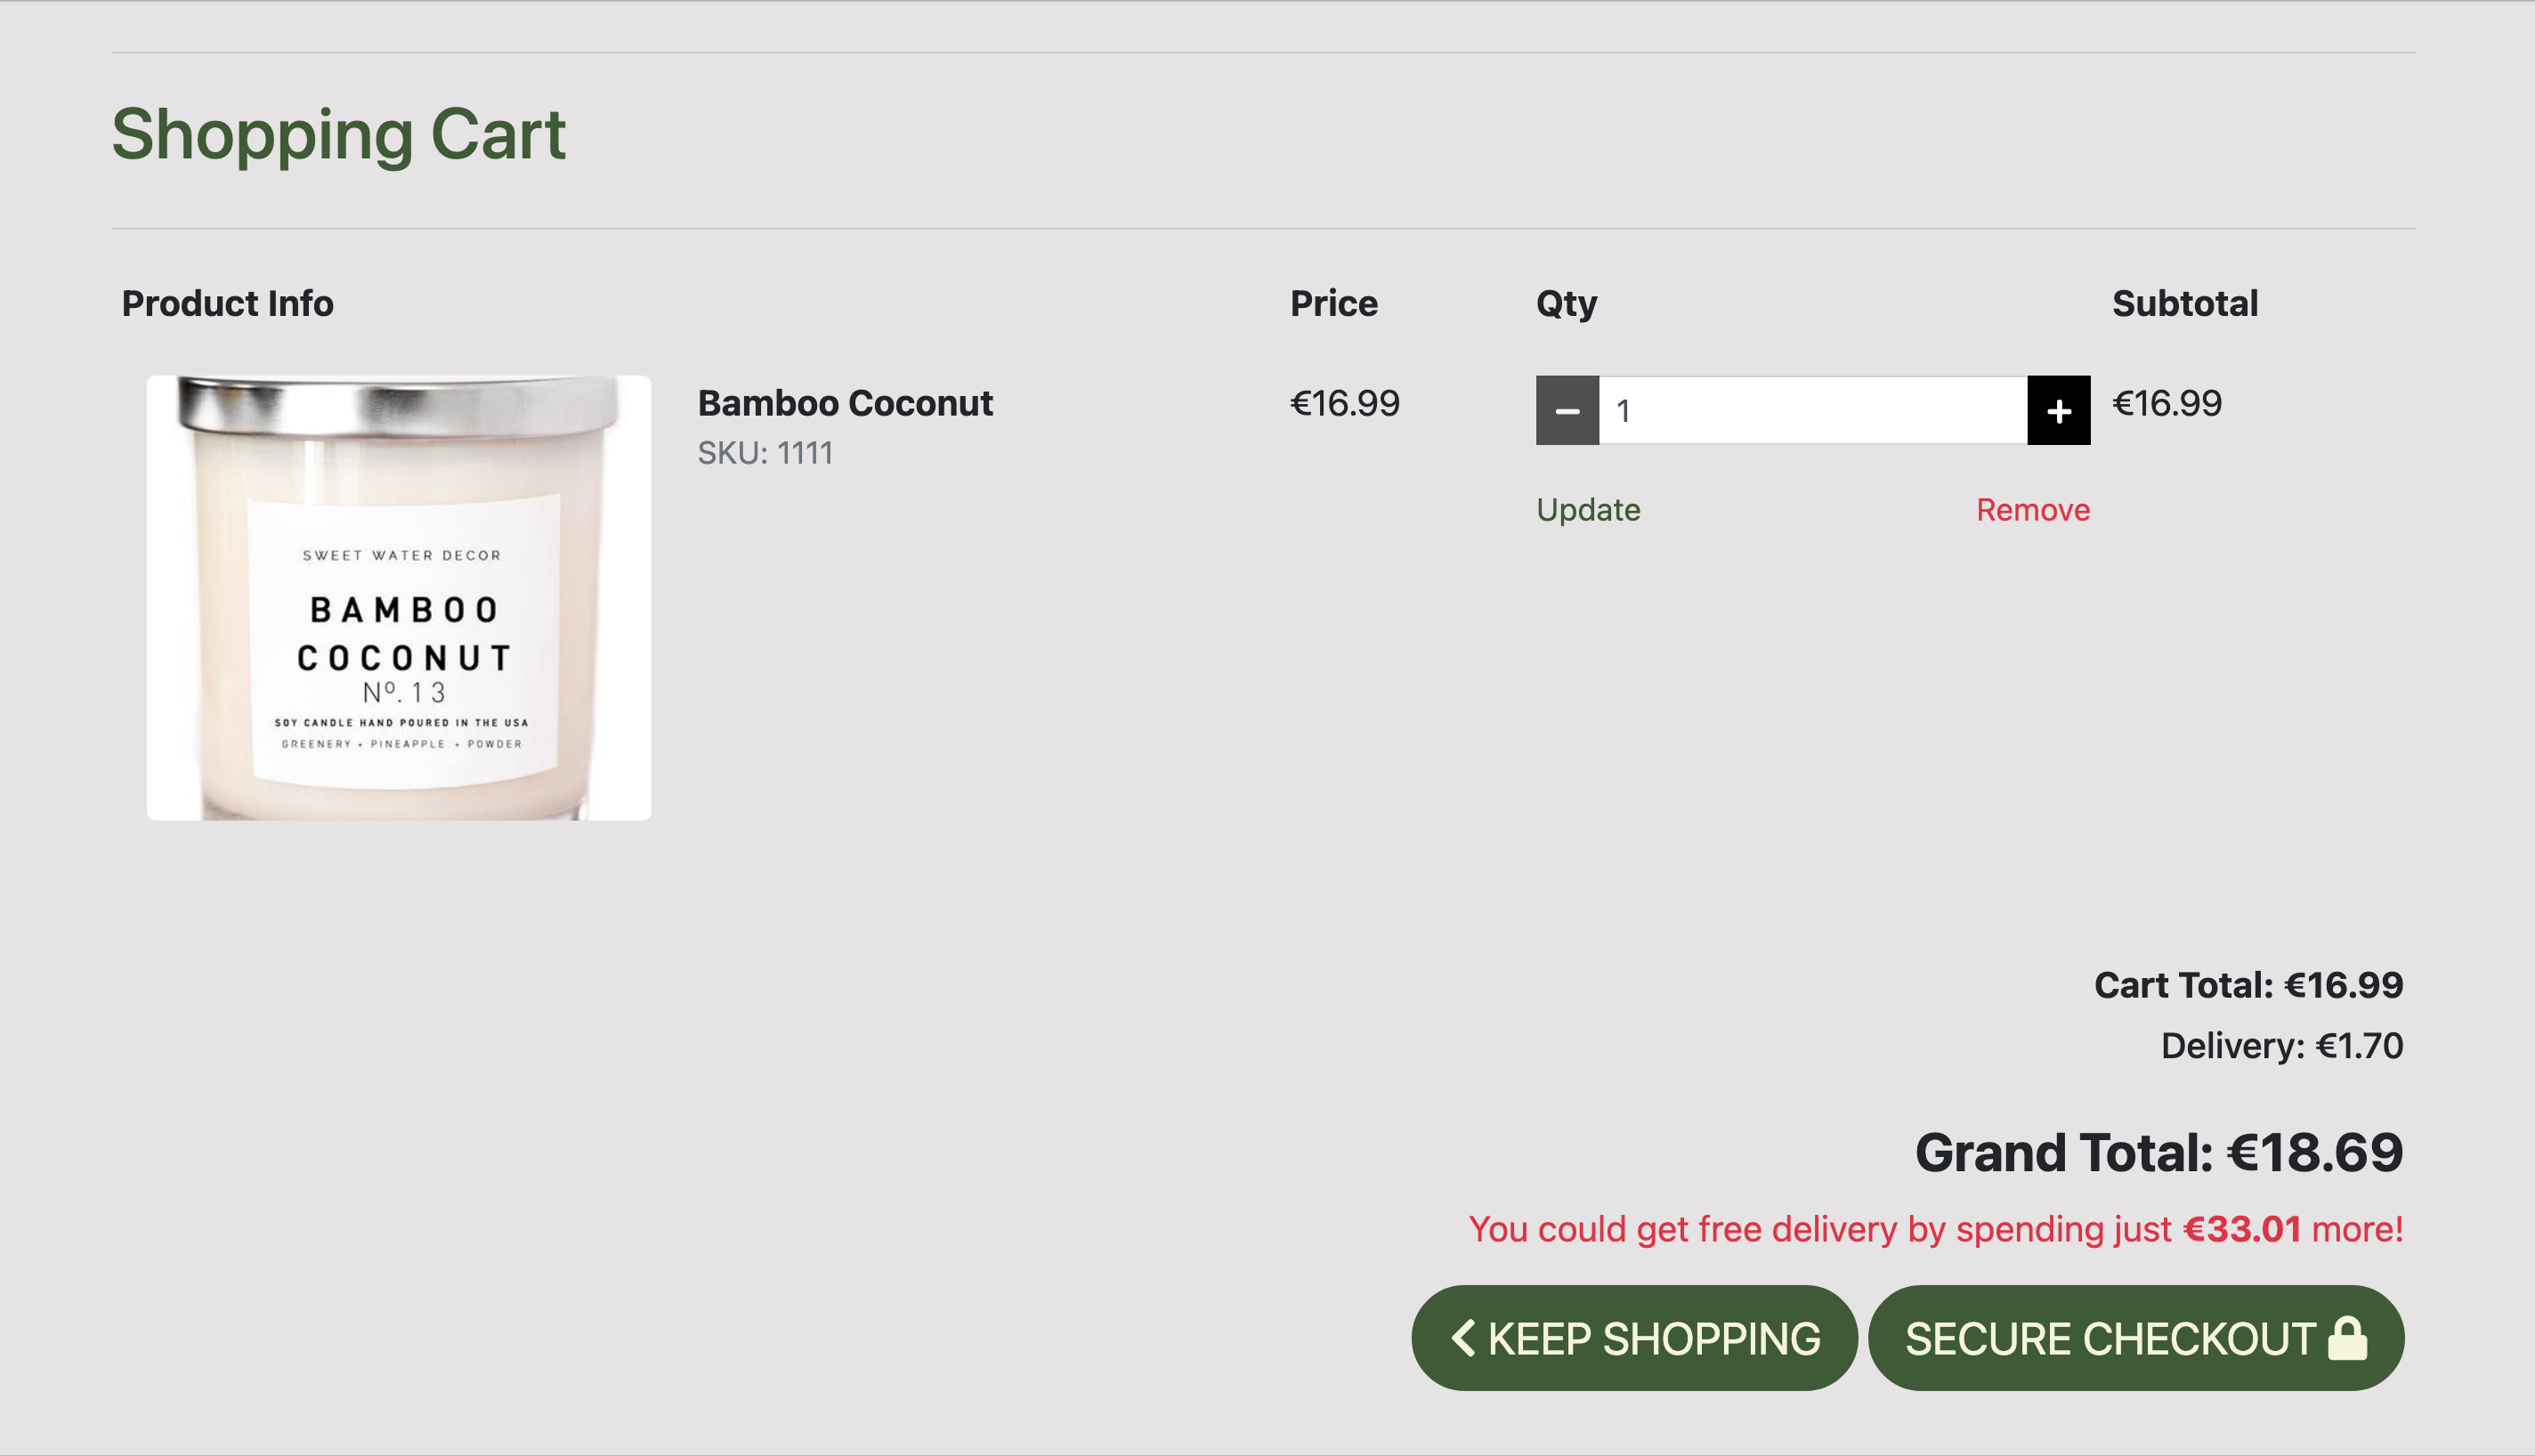 Shopping Cart
Product Info Price Qty Subtotal
Bamboo Coconut €16.99 1 €16.99
SKU: 1111
Update Remove
SWEET WATER DECOR
BAMBOO
COCONUT
Nº.13
SOY CANDLE HAND POURED IN THE USA
GREENERY + PINEAPPLE + POWDER
Cart Total: €16.99
Delivery: €1.70
Grand Total: €18.69
You could get free delivery by spending just €33.01 more!
KEEP SHOPPING SECURE CHECKOUT